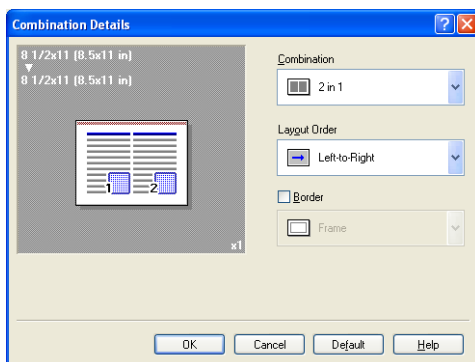 Combination Details
8 1/2x11 (8.5x11 in)
8 1/2x11 (8.5x11 in)
1 2
x1
Combination
2 in 1
Layout Order
Left-to-Right
Border
Frame
OK Cancel Default Help